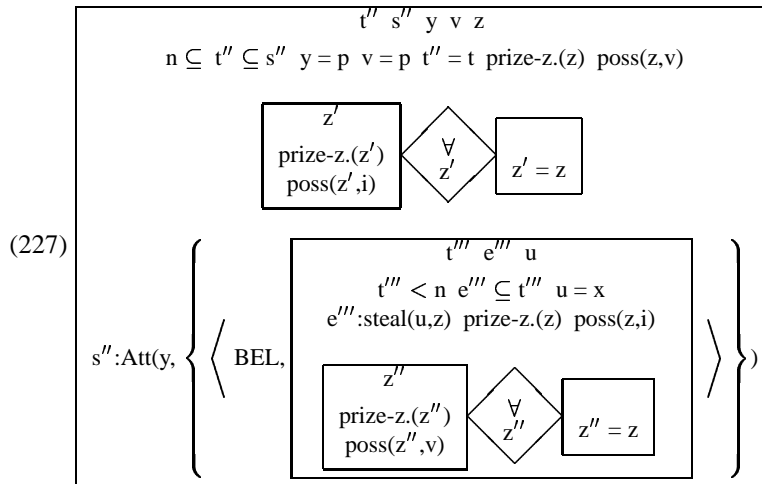 t″ s″ y v z
n ⊆ t″ ⊆ s″ y = p v = p t″ = t prize-z.(z) poss(z,v)
z′
prize-z.(z′)
poss(z′,i)
∀
z′
z′ = z
(227)
t‴ e‴ u
t‴ < n e‴ ⊆ t‴ u = x
e‴:steal(u,z) prize-z.(z) poss(z,i)
s″:Att(y, { ⟨ BEL, ⟩ } )
z″
prize-z.(z″)
poss(z″,v)
∀
z″
z″ = z